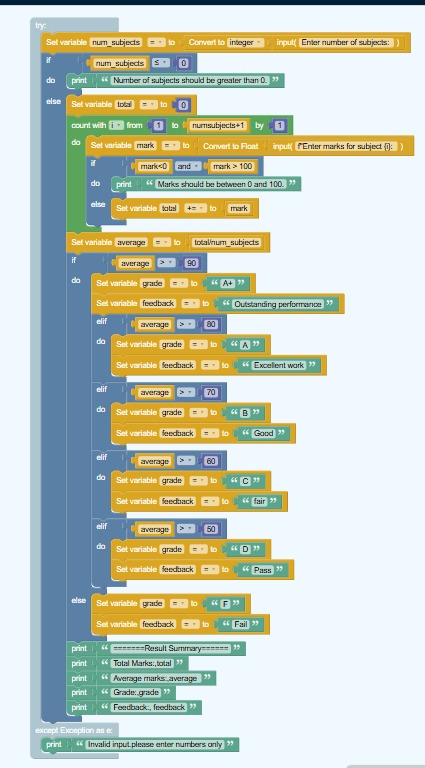 try:
Set variable num_subjects = to Convert to integer input( Enter number of subjects: )
if num_subjects ≤ 0
do print “ Number of subjects should be greater than 0. ”
else Set variable total = to 0
count with i from 1 to numsubjects+1 by 1
do Set variable mark = to Convert to Float input( f"Enter marks for subject {i}: )
if mark<0 and mark > 100
do print “ Marks should be between 0 and 100. ”
else Set variable total += to mark
Set variable average = to total/num_subjects
if average > 90
do Set variable grade = to “ A+ ”
Set variable feedback = to “ Outstanding performance ”
elif average > 80
do Set variable grade = to “ A ”
Set variable feedback = to “ Excellent work ”
elif average > 70
do Set variable grade = to “ B ”
Set variable feedback = to “ Good ”
elif average > 60
do Set variable grade = to “ C ”
Set variable feedback = to “ fair ”
elif average > 50
do Set variable grade = to “ D ”
Set variable feedback = to “ Pass ”
else Set variable grade = to “ F ”
Set variable feedback = to “ Fail ”
print “ =======Result Summary====== ”
print “ Total Marks:,total ”
print “ Average marks:,average ”
print “ Grade:,grade ”
print “ Feedback:, feedback ”
except Exception as e:
print “ Invalid input.please enter numbers only ”